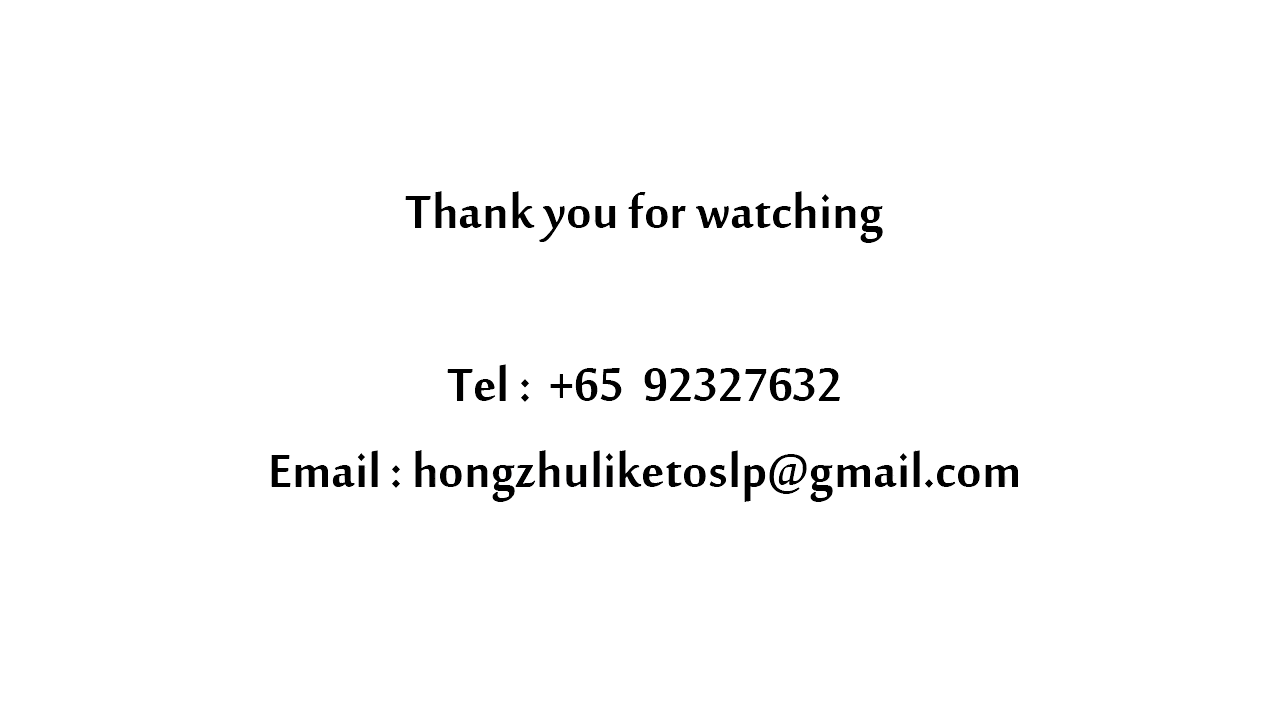 Thank you for watching
Tel : +65 92327632
Email : hongzhuliketoslp@gmail.com